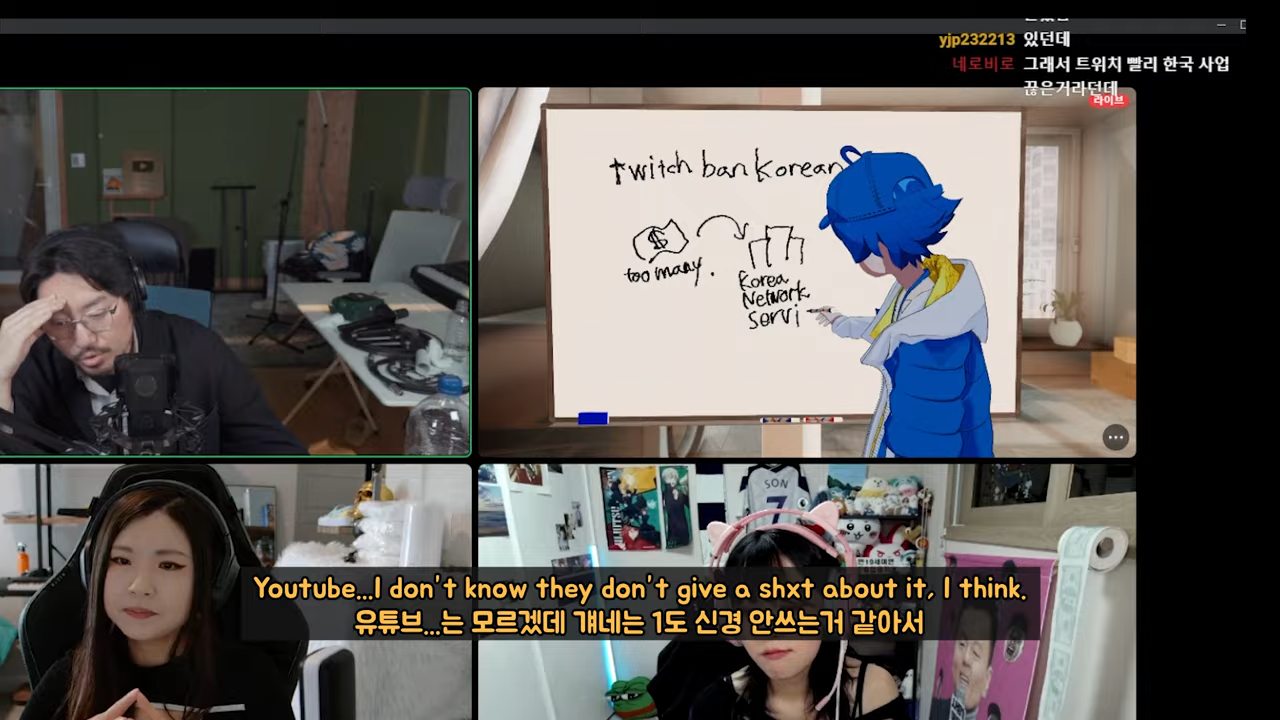 yjp232213 있던데
네로비로 그래서 트위치 빨리 한국 사업
끊은거라던데
라이브
twitch ban Korean
$
too many.
Korea
Network
Servi
SON
7
Youtube...I don't know they don't give a shxt about it, I think.
유튜브...는 모르겠데 걔네는 1도 신경 안쓰는거 같아서